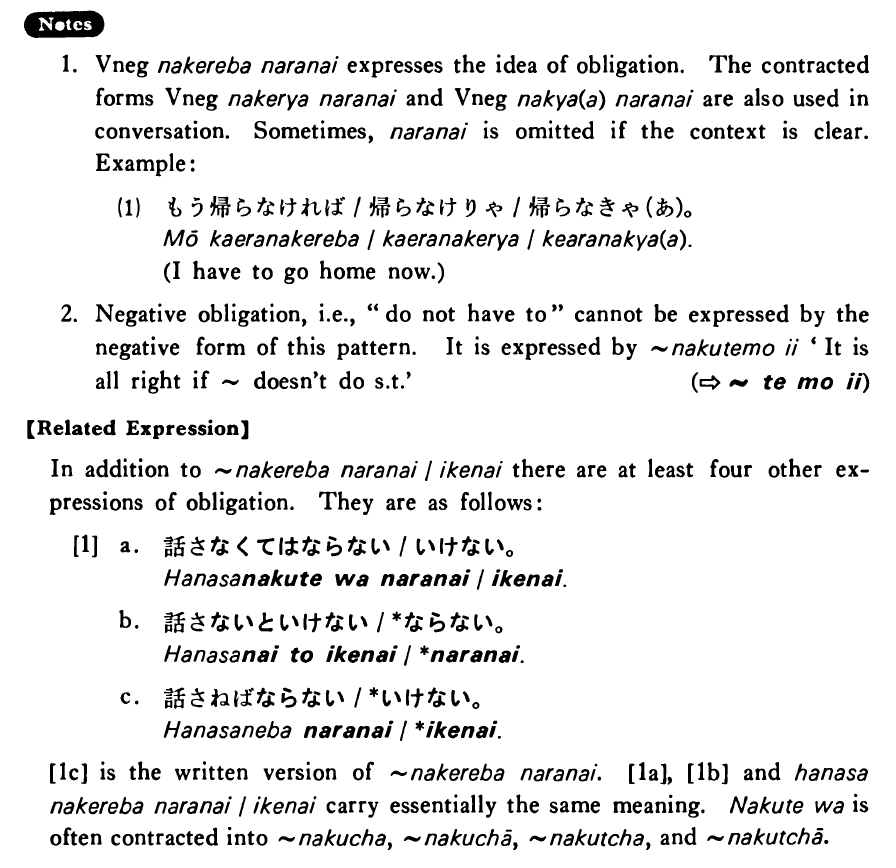 Notes
1. Vneg nakereba naranai expresses the idea of obligation. The contracted
forms Vneg nakerya naranai and Vneg nakya(a) naranai are also used in
conversation. Sometimes, naranai is omitted if the context is clear.
Example:
(1) もう帰らなければ / 帰らなけりゃ / 帰らなきゃ(あ)。
Mō kaeranakereba / kaeranakerya / kearanakya(a).
(I have to go home now.)
2. Negative obligation, i.e., “do not have to” cannot be expressed by the
negative form of this pattern. It is expressed by ~nakutemo ii ‘It is
all right if ~ doesn't do s.t.’ (⇨ ~ te mo ii)
【Related Expression】
In addition to ~nakereba naranai / ikenai there are at least four other ex-
pressions of obligation. They are as follows:
[1] a. 話さなくてはならない / いけない。
Hanasanakute wa naranai / ikenai.
b. 話さないといけない / *ならない。
Hanasanai to ikenai / *naranai.
c. 話さねばならない / *いけない。
Hanasaneba naranai / *ikenai.
[1c] is the written version of ~nakereba naranai. [1a], [1b] and hanasa
nakereba naranai / ikenai carry essentially the same meaning. Nakute wa is
often contracted into ~nakucha, ~nakuchā, ~nakutcha, and ~nakutchā.